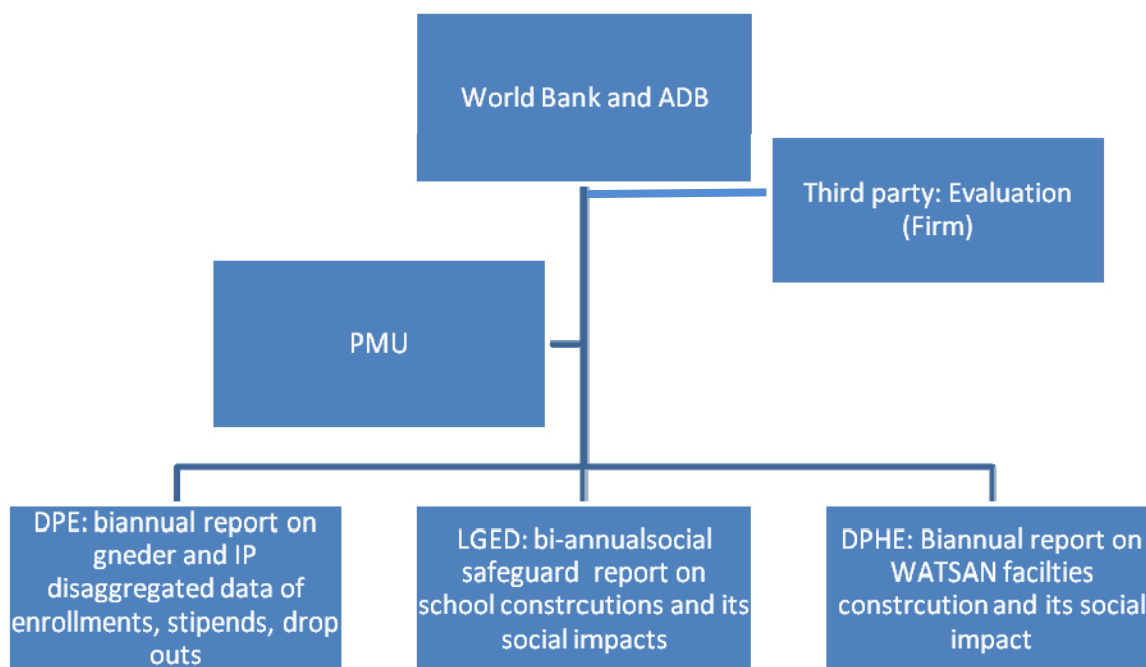 World Bank and ADB
Third party: Evaluation
(Firm)
PMU
DPE: biannual report on
gneder and IP
disaggregated data of
enrollments, stipends, drop
outs
LGED: bi-annualsocial
safeguard report on
school constrcutions and its
social impacts
DPHE: Biannual report on
WATSAN facilties
constrcution and its social
impact